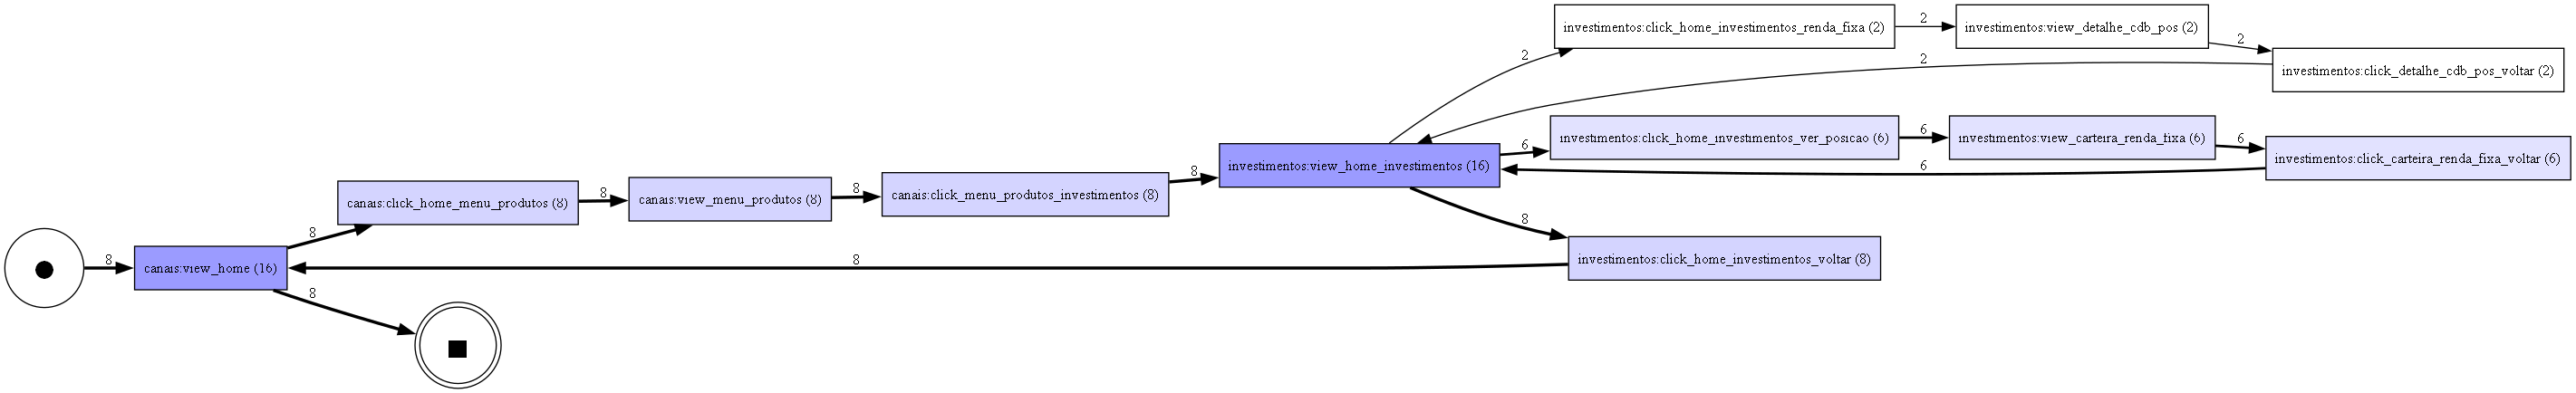 investimentos:click_home_investimentos_renda_fixa (2)
2
investimentos:view_detalhe_cdb_pos (2)
2
investimentos:click_detalhe_cdb_pos_voltar (2)
2
2
investimentos:click_home_investimentos_ver_posicao (6)
6
investimentos:view_carteira_renda_fixa (6)
6
investimentos:click_carteira_renda_fixa_voltar (6)
6
6
investimentos:view_home_investimentos (16)
8
canais:click_menu_produtos_investimentos (8)
8
canais:view_menu_produtos (8)
8
canais:click_home_menu_produtos (8)
8
8
investimentos:click_home_investimentos_voltar (8)
8
8
canais:view_home (16)
8